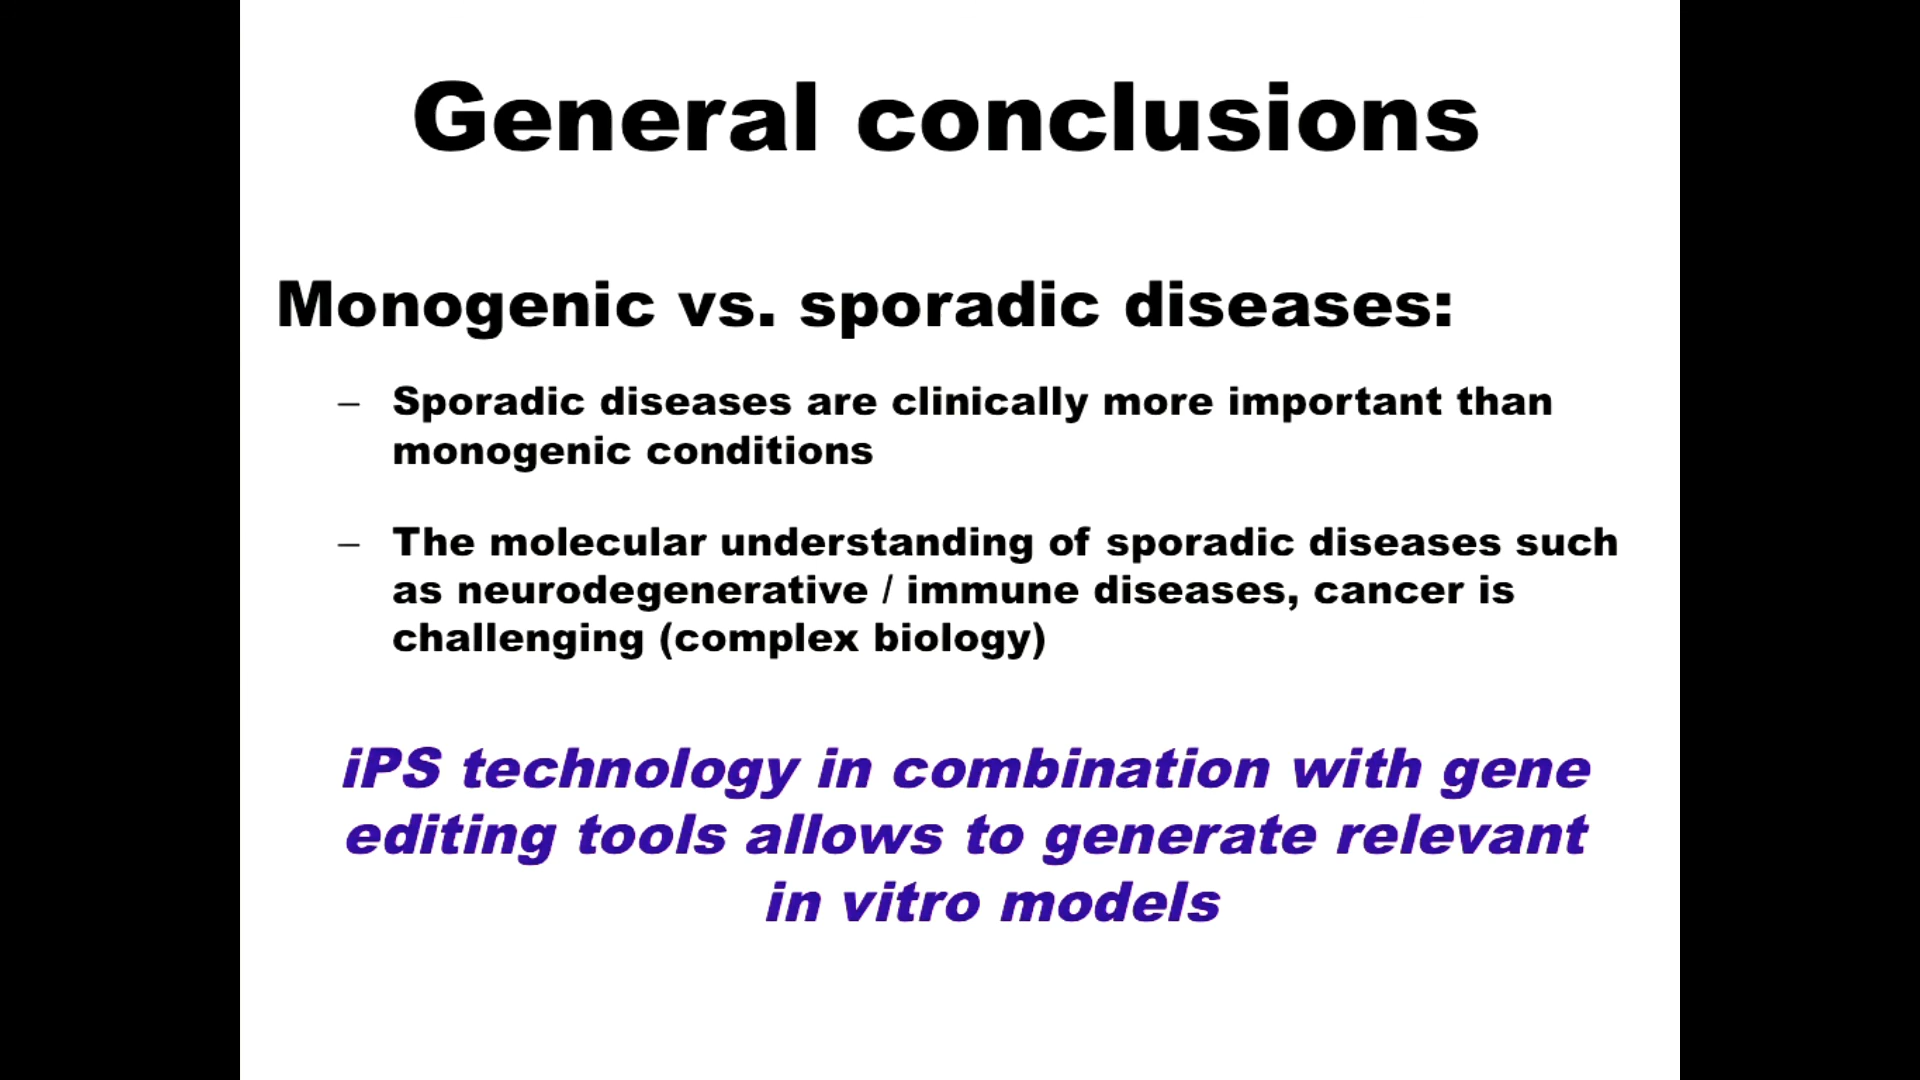 General conclusions
Monogenic vs. sporadic diseases:
– Sporadic diseases are clinically more important than
monogenic conditions
– The molecular understanding of sporadic diseases such
as neurodegenerative / immune diseases, cancer is
challenging (complex biology)
iPS technology in combination with gene
editing tools allows to generate relevant
in vitro models